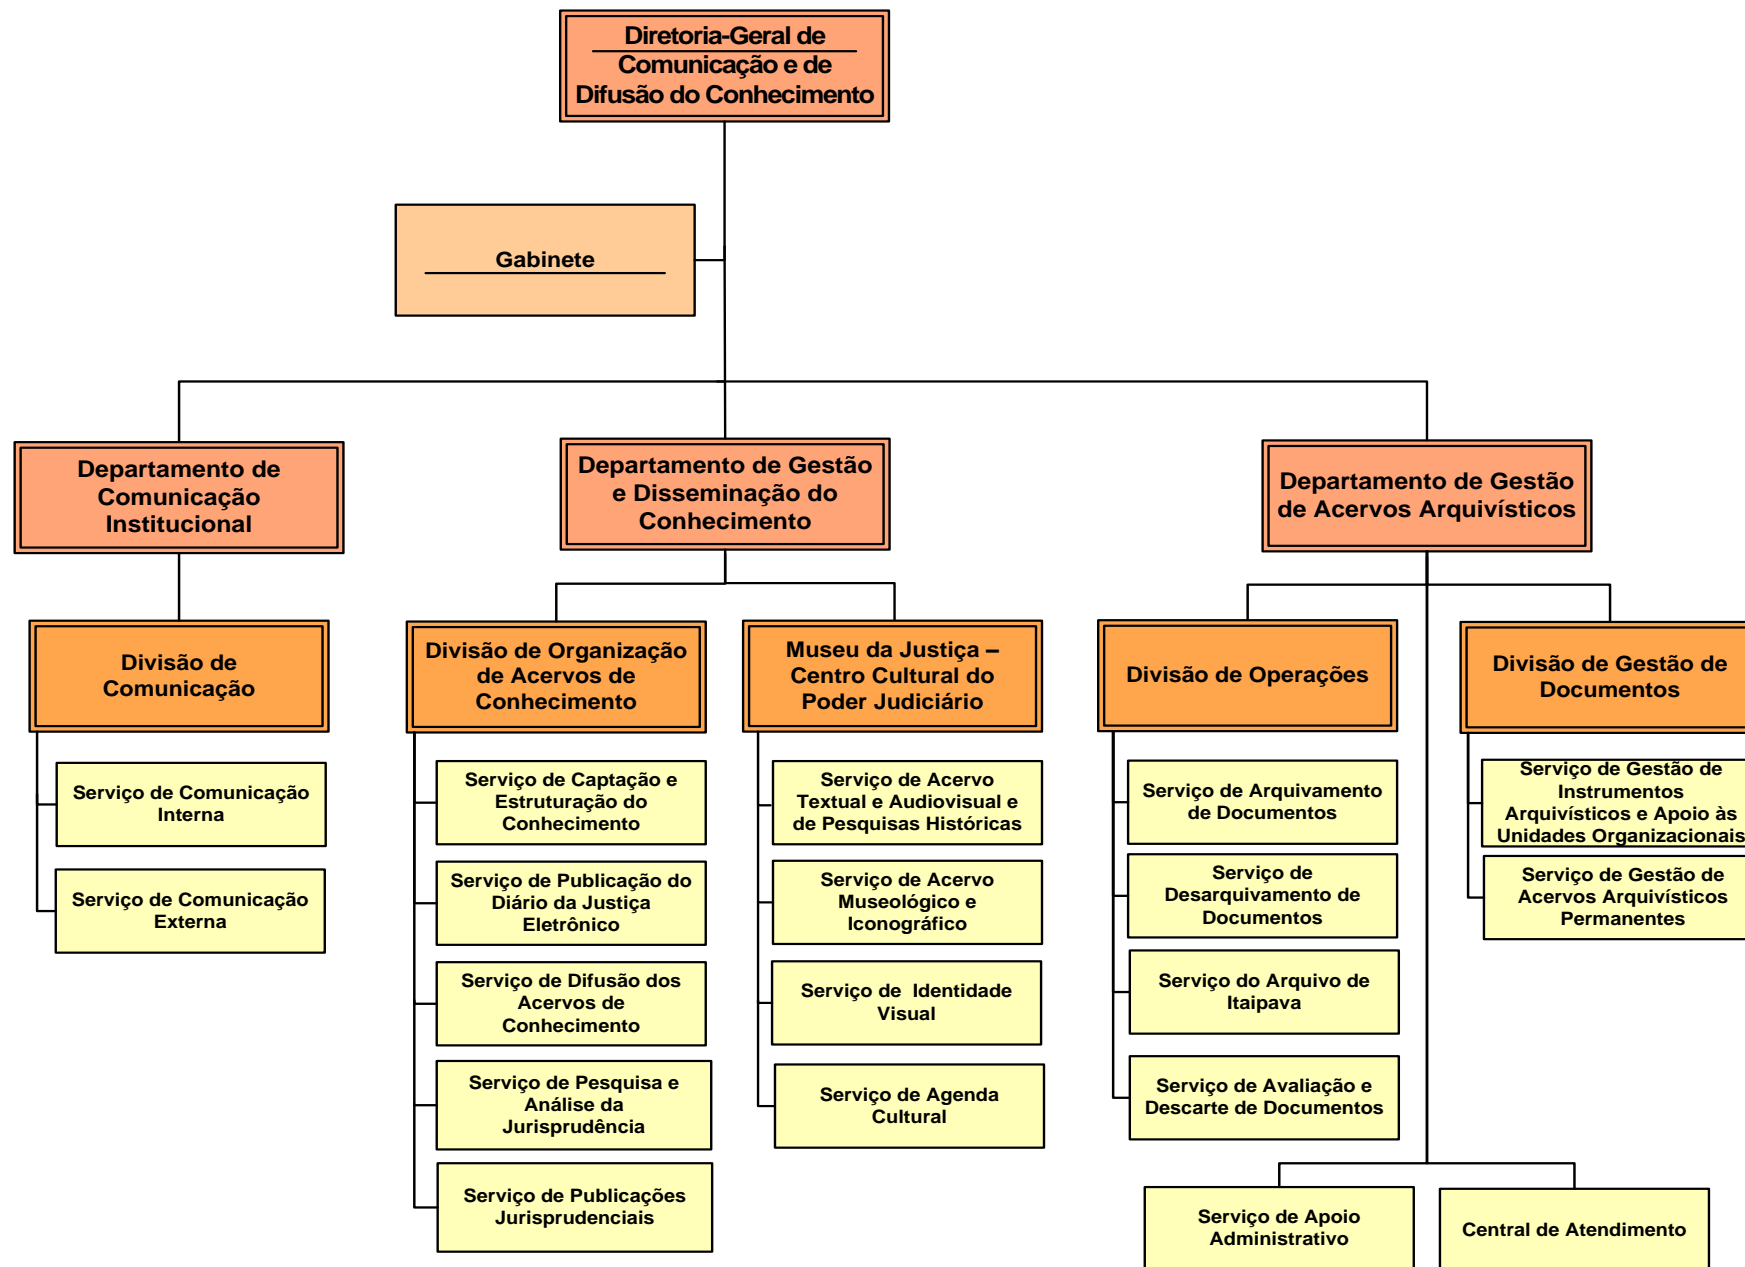 Diretoria-Geral de
Comunicação e de
Difusão do Conhecimento
Gabinete
Departamento de
Comunicação
Institucional
Departamento de Gestão
e Disseminação do
Conhecimento
Departamento de Gestão
de Acervos Arquivísticos
Divisão de
Comunicação
Serviço de Comunicação
Interna
Serviço de Comunicação
Externa
Divisão de Organização
de Acervos de
Conhecimento
Serviço de Captação e
Estruturação do
Conhecimento
Serviço de Publicação do
Diário da Justiça
Eletrônico
Serviço de Difusão dos
Acervos de
Conhecimento
Serviço de Pesquisa e
Análise da
Jurisprudência
Serviço de Publicações
Jurisprudenciais
Museu da Justiça –
Centro Cultural do
Poder Judiciário
Serviço de Acervo
Textual e Audiovisual e
de Pesquisas Históricas
Serviço de Acervo
Museológico e
Iconográfico
Serviço de  Identidade
Visual
Serviço de Agenda
Cultural
Divisão de Operações
Serviço de Arquivamento
de Documentos
Serviço de
Desarquivamento de
Documentos
Serviço do Arquivo de
Itaipava
Serviço de Avaliação e
Descarte de Documentos
Divisão de Gestão de
Documentos
Serviço de Gestão de
Instrumentos
Arquivísticos e Apoio às
Unidades Organizacionais
Serviço de Gestão de
Acervos Arquivísticos
Permanentes
Serviço de Apoio
Administrativo
Central de Atendimento